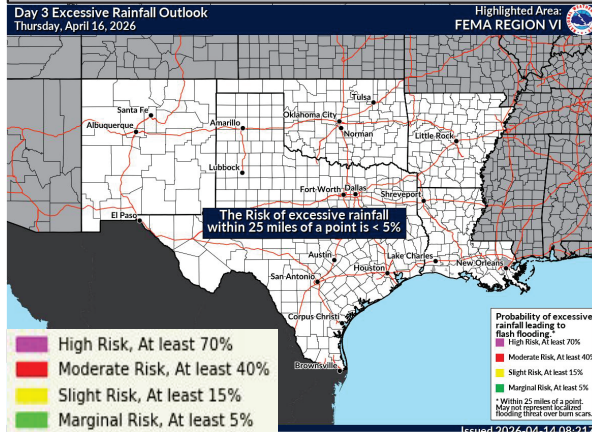 Day 3 Excessive Rainfall Outlook
Thursday, April 16, 2026
Highlighted Area:
FEMA REGION VI
Tulsa
Santa Fe
Oklahoma City
Albuquerque
Amarillo
Norman
Little Rock
Lubbock
Fort Worth Dallas
Shreveport
El Paso
The Risk of excessive rainfall
within 25 miles of a point is < 5%
Austin
Lake Charles
New Orleans
Houston
San Antonio
Corpus Christi
Brownsville
High Risk, At least 70%
Moderate Risk, At least 40%
Slight Risk, At least 15%
Marginal Risk, At least 5%
Probability of excessive
rainfall leading to
flash flooding.*
High Risk, At least 70%
Moderate Risk, At least 40%
Slight Risk, At least 15%
Marginal Risk, At least 5%
* Within 25 miles of a point.
May not represent localized
flooding threat over burn scars.
Issued 2026-04-14 08:21Z